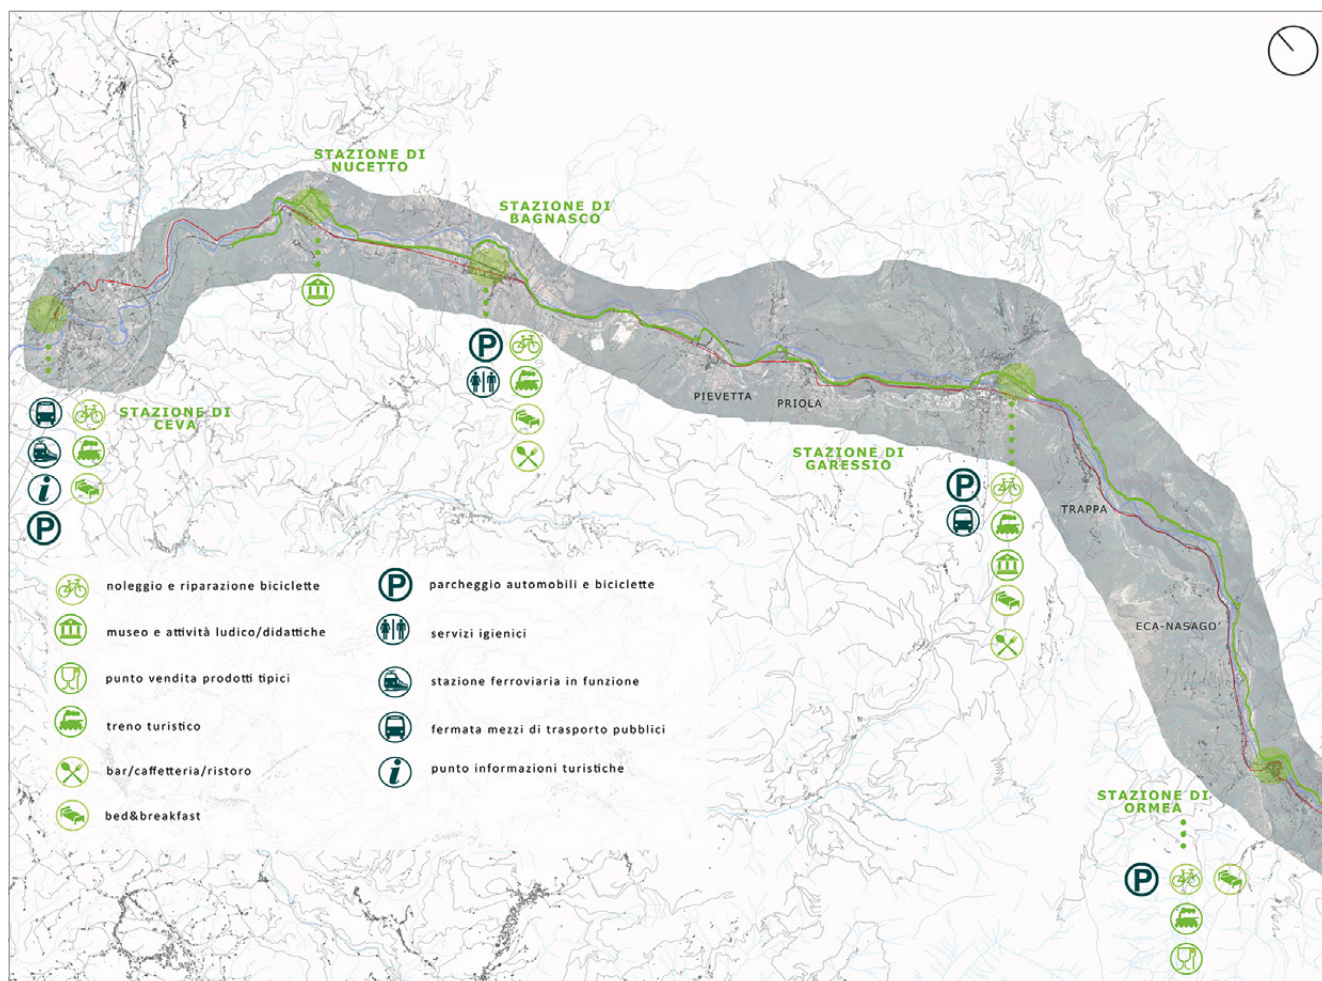 STAZIONE DI
NUCETTO
STAZIONE DI
BAGNASCO
PIEVETTA
PRIOLA
STAZIONE DI
CEVA
STAZIONE DI
GARESSIO
TRAPPA
ECA-NASAGO'
STAZIONE DI
ORMEA
P
P
i
P
P
noleggio e riparazione biciclette
museo e attività ludico/didattiche
punto vendita prodotti tipici
treno turistico
bar/caffetteria/ristoro
bed&breakfast
P parcheggio automobili e biciclette
servizi igienici
stazione ferroviaria in funzione
fermata mezzi di trasporto pubblici
i punto informazioni turistiche